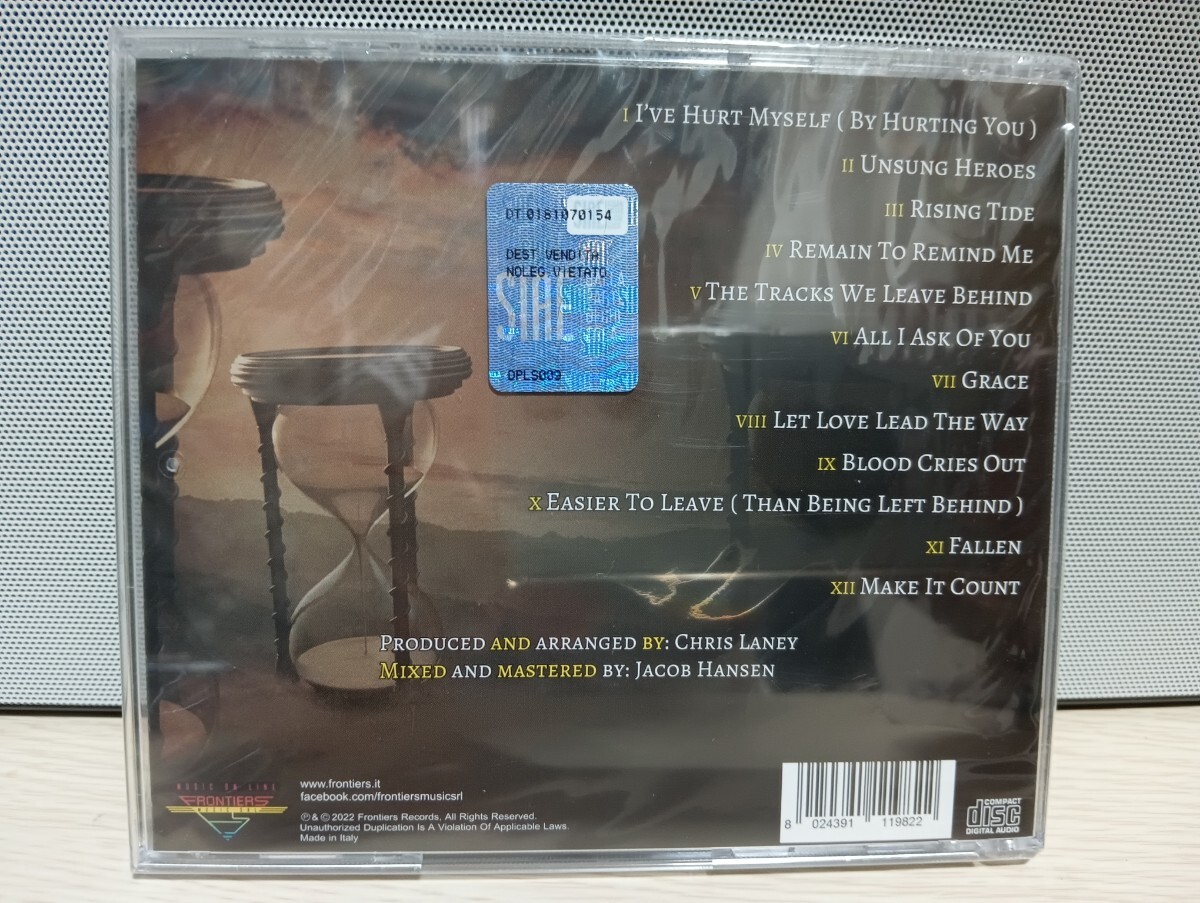 I I'VE HURT MYSELF ( BY HURTING YOU )
II UNSUNG HEROES
III RISING TIDE
IV REMAIN TO REMIND ME
V THE TRACKS WE LEAVE BEHIND
VI ALL I ASK OF YOU
VII GRACE
VIII LET LOVE LEAD THE WAY
IX BLOOD CRIES OUT
X EASIER TO LEAVE ( THAN BEING LEFT BEHIND )
XI FALLEN
XII MAKE IT COUNT
DT 0181070154
DEST VENDITA
NOLEG VIETATO
SIAE
DPLS009
PRODUCED AND ARRANGED BY: CHRIS LANEY
MIXED AND MASTERED BY: JACOB HANSEN
MUSIC ON LINE
FRONTIERS
www.frontiers.it
facebook.com/frontiersmusicsrl
℗ & © 2022 Frontiers Records, All Rights Reserved.
Unauthorized Duplication Is A Violation Of Applicable Laws.
Made in Italy
8 024391 119822
COMPACT
disc
DIGITAL AUDIO